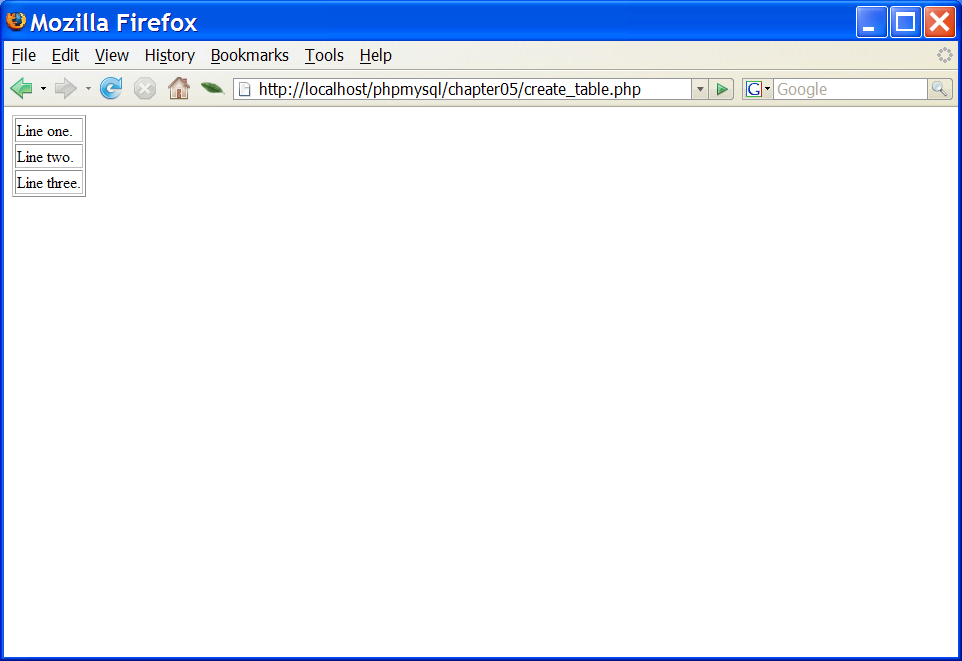 Mozilla Firefox
File Edit View History Bookmarks Tools Help
http://localhost/phpmysql/chapter05/create_table.php G Google
Line one.
Line two.
Line three.